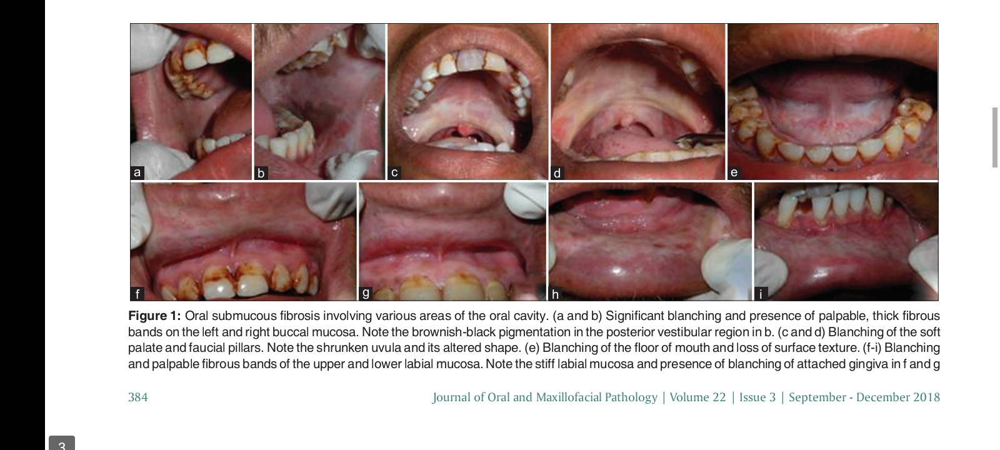 a
b
c
d
e
f
g
h
i
Figure 1: Oral submucous fibrosis involving various areas of the oral cavity. (a and b) Significant blanching and presence of palpable, thick fibrous
bands on the left and right buccal mucosa. Note the brownish-black pigmentation in the posterior vestibular region in b. (c and d) Blanching of the soft
palate and faucial pillars. Note the shrunken uvula and its altered shape. (e) Blanching of the floor of mouth and loss of surface texture. (f-i) Blanching
and palpable fibrous bands of the upper and lower labial mucosa. Note the stiff labial mucosa and presence of blanching of attached gingiva in f and g
384
Journal of Oral and Maxillofacial Pathology | Volume 22 | Issue 3 | September - December 2018
3